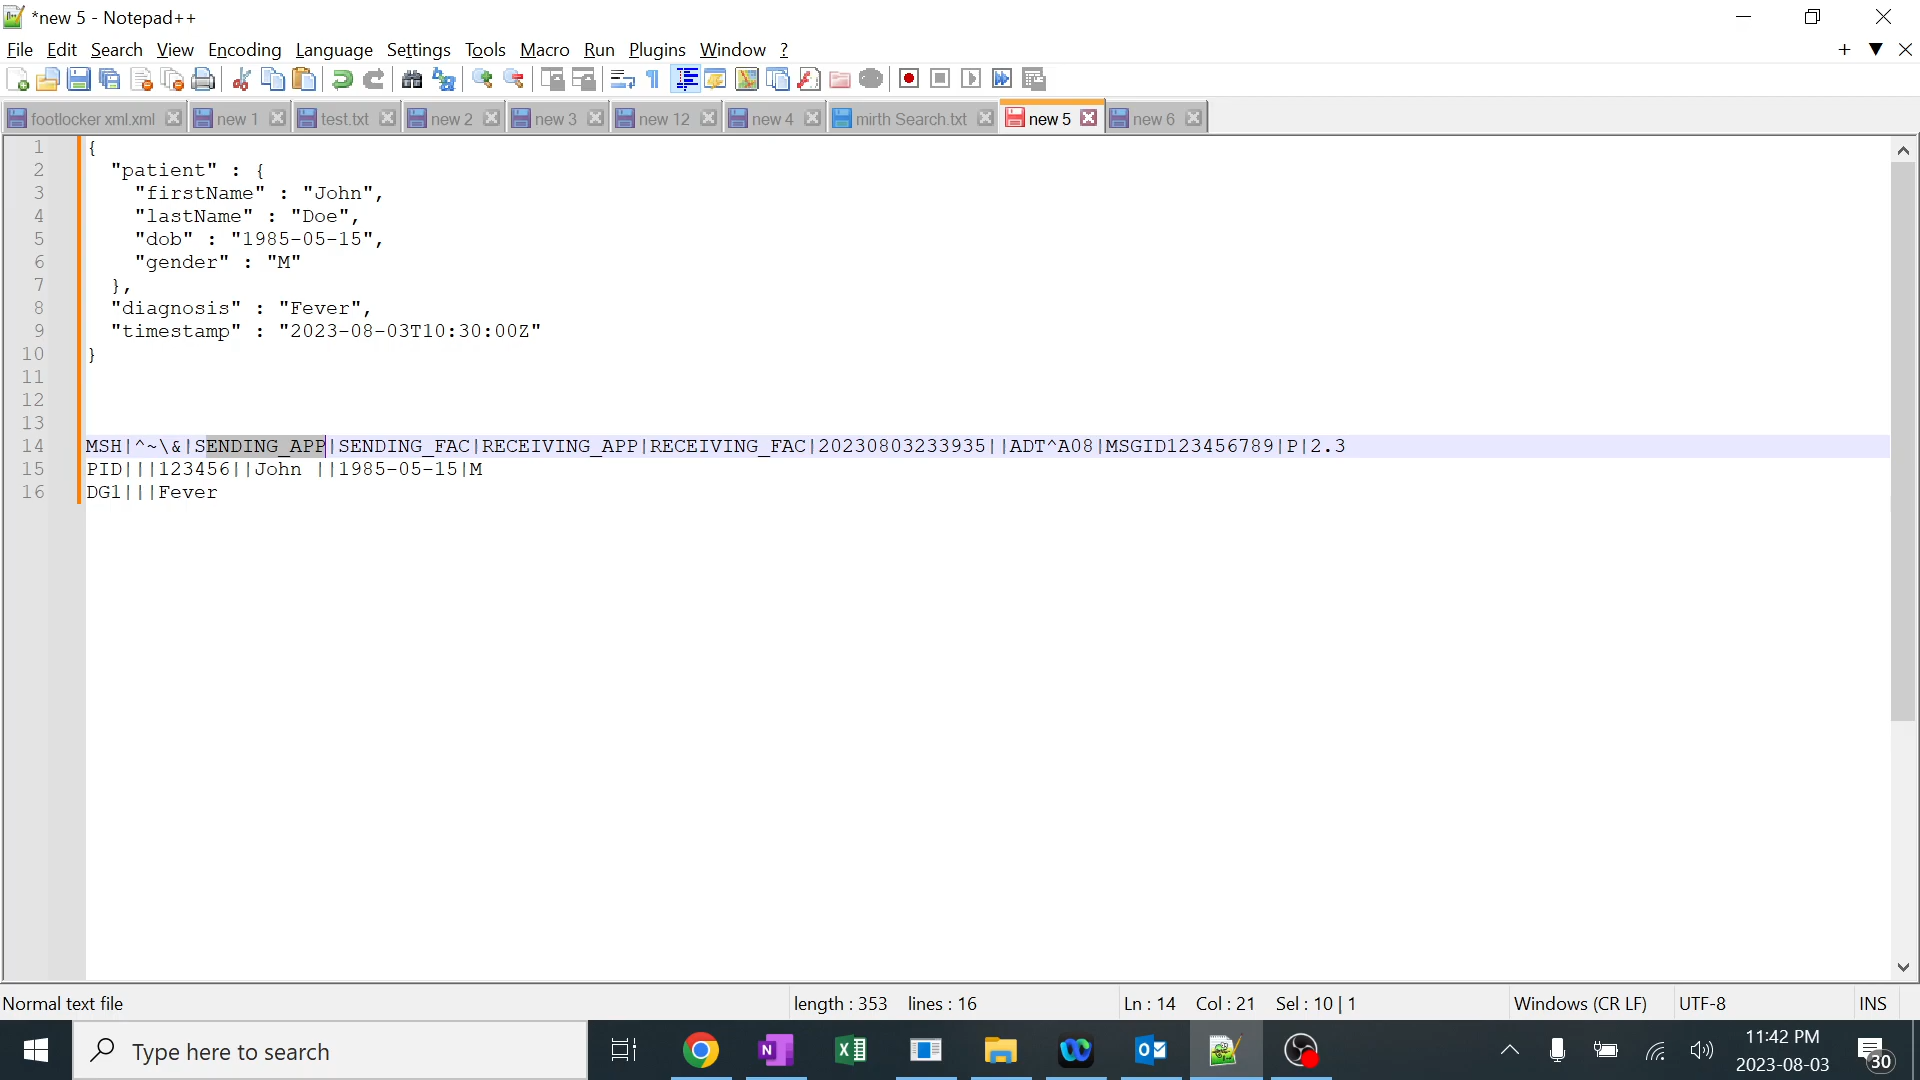 *new 5 - Notepad++
File Edit Search View Encoding Language Settings Tools Macro Run Plugins Window ?
footlocker xml.xml new 1 test.txt new 2 new 3 new 12 new 4 mirth Search.txt new 5 new 6
1 {
2 "patient" : {
3 "firstName" : "John",
4 "lastName" : "Doe",
5 "dob" : "1985-05-15",
6 "gender" : "M"
7 },
8 "diagnosis" : "Fever",
9 "timestamp" : "2023-08-03T10:30:00Z"
10 }
11
12
13
14 MSH|^~\&|SENDING_APP|SENDING_FAC|RECEIVING_APP|RECEIVING_FAC|20230803233935||ADT^A08|MSGID123456789|P|2.3
15 PID|||123456||John ||1985-05-15|M
16 DG1|||Fever
Normal text file length : 353 lines : 16 Ln : 14 Col : 21 Sel : 10 | 1 Windows (CR LF) UTF-8 INS
Type here to search
11:42 PM
2023-08-03
30